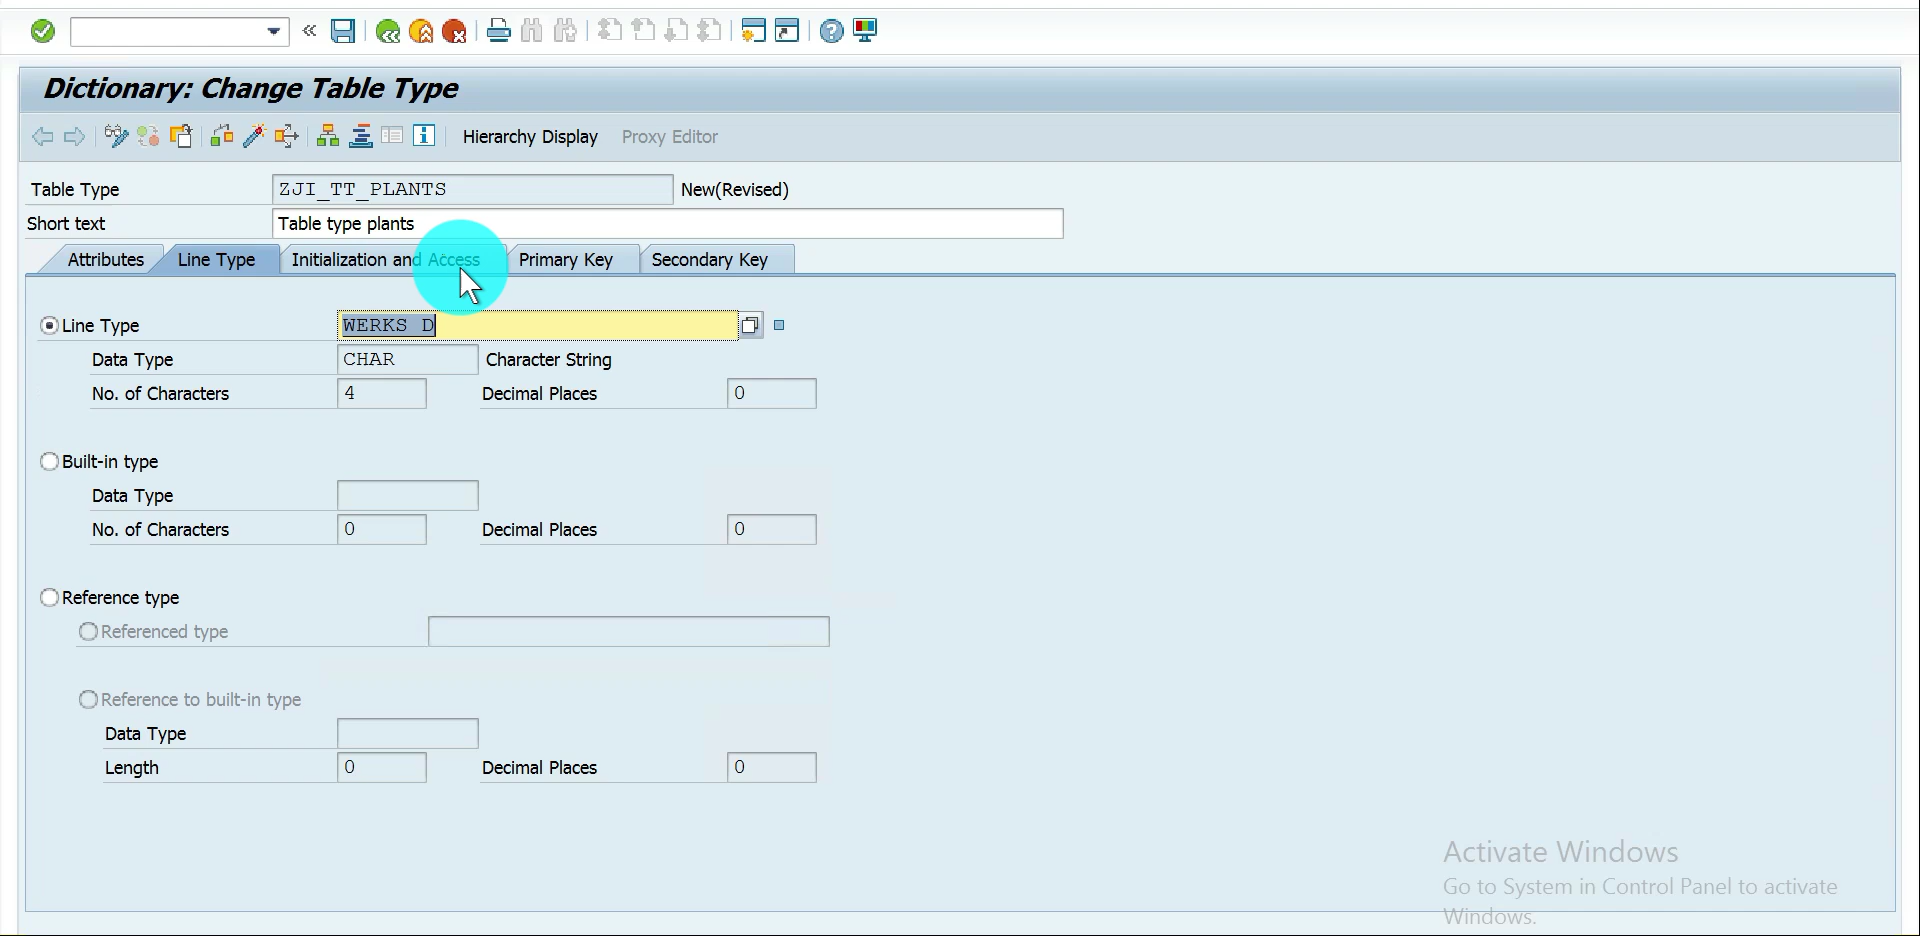 Dictionary: Change Table Type
Hierarchy Display Proxy Editor
Table Type ZJI_TT_PLANTS New(Revised)
Short text Table type plants
Attributes Line Type Initialization and Access Primary Key Secondary Key
Line Type WERKS_D
Data Type CHAR Character String
No. of Characters 4 Decimal Places 0
Built-in type
Data Type
No. of Characters 0 Decimal Places 0
Reference type
Referenced type
Reference to built-in type
Data Type
Length 0 Decimal Places 0
Activate Windows
Go to System in Control Panel to activate
Windows.